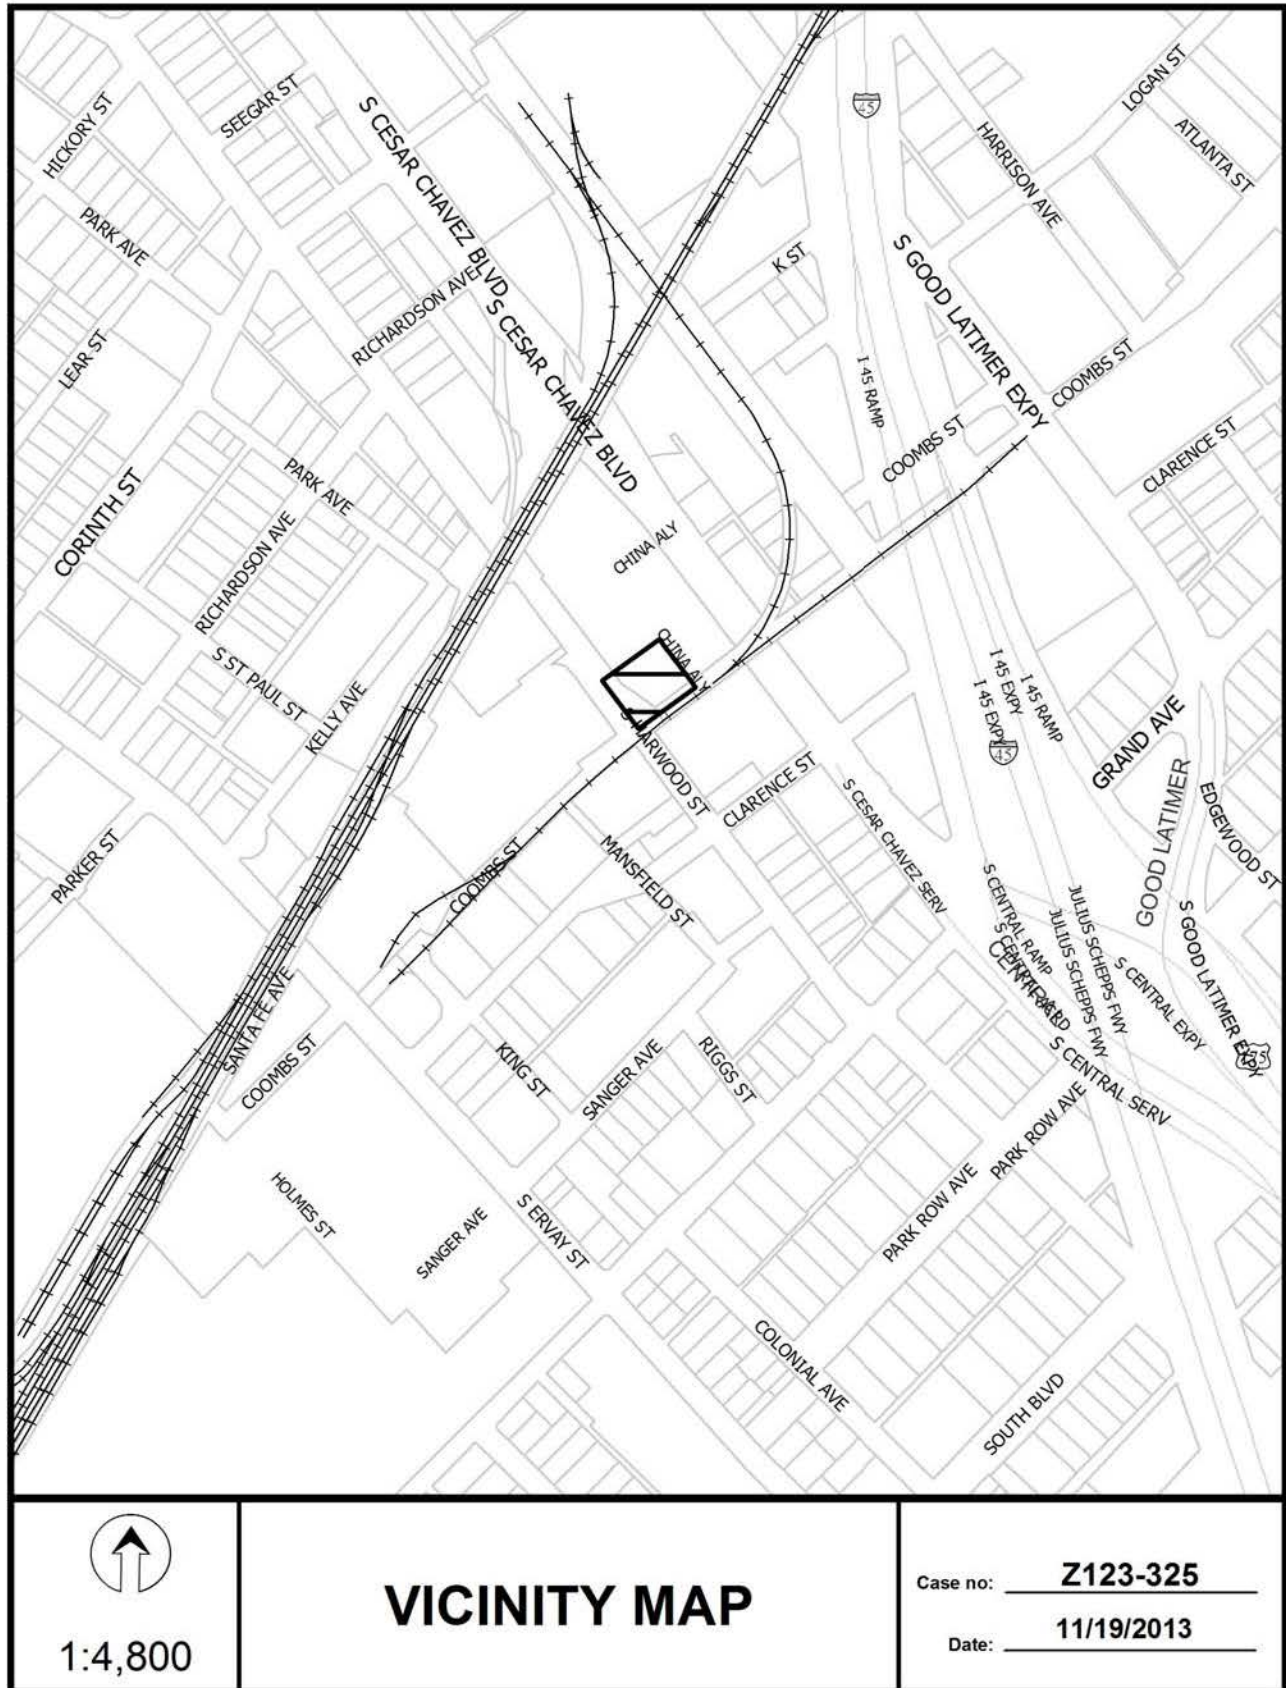 45
LOGAN ST
SEEGAR ST
HICKORY ST
S CESAR CHAVEZ BLVD
HARRISON AVE
ATLANTA ST
PARK AVE
K ST
S GOOD LATIMER EXPY
RICHARDSON AVE
S CESAR CHAVEZ BLVD
LEAR ST
I 45 RAMP
COOMBS ST
COOMBS ST
CLARENCE ST
PARK AVE
CORINTH ST
RICHARDSON AVE
CHINA ALY
CHINA ALY
S ST PAUL ST
KELLY AVE
I 45 EXPY
I 45 EXPY
I 45 RAMP
45
GRAND AVE
S HARWOOD ST
CLARENCE ST
S CESAR CHAVEZ SERV
GOOD LATIMER
EDGEWOOD ST
PARKER ST
COOMBS ST
MANSFIELD ST
S CENTRAL RAMP
JULIUS SCHEPPS FWY
JULIUS SCHEPPS FWY
S CENTRAL EXPY
S GOOD LATIMER EXPY
175
SANTA FE AVE
COOMBS ST
KING ST
SANGER AVE
RIGGS ST
S CENTRAL SERV
PARK ROW AVE
PARK ROW AVE
HOLMES ST
SANGER AVE
S ERVAY ST
COLONIAL AVE
SOUTH BLVD
1:4,800
VICINITY MAP
Case no: Z123-325
Date: 11/19/2013